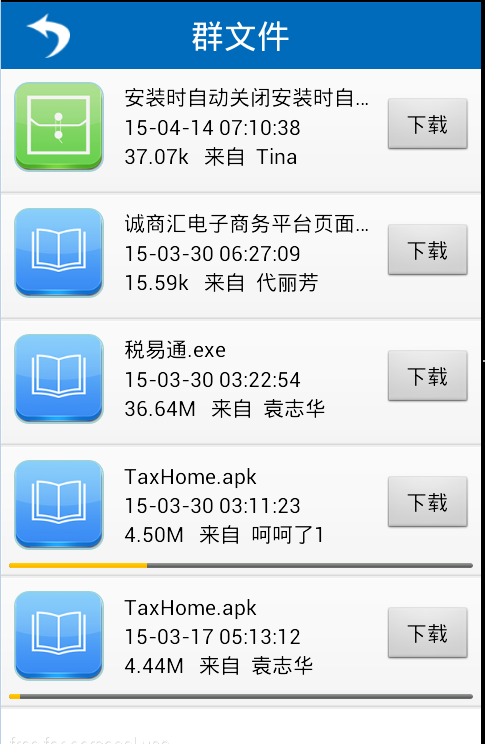 群文件
安装时自动关闭安装时自...
15-04-14 07:10:38
37.07k 来自 Tina
下载
诚商汇电子商务平台页面...
15-03-30 06:27:09
15.59k 来自 代丽芳
下载
税易通.exe
15-03-30 03:22:54
36.64M 来自 袁志华
下载
TaxHome.apk
15-03-30 03:11:23
4.50M 来自 呵呵了1
下载
TaxHome.apk
15-03-17 05:13:12
4.44M 来自 袁志华
下载